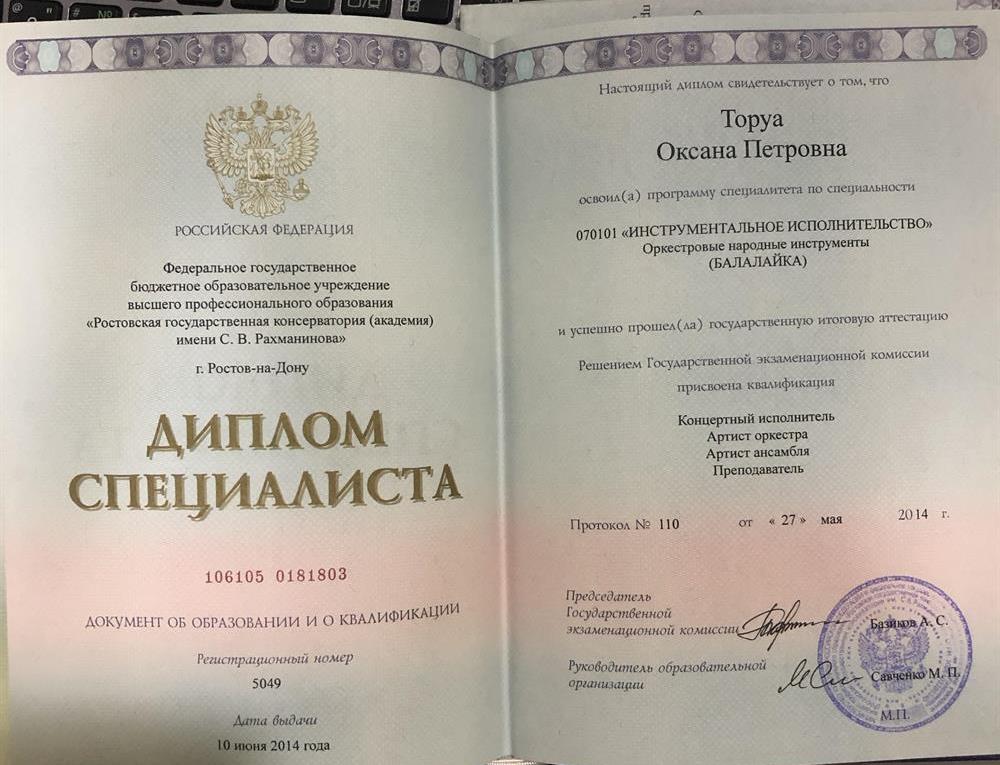 РОССИЙСКАЯ ФЕДЕРАЦИЯ
Федеральное государственное
бюджетное образовательное учреждение
высшего профессионального образования
«Ростовская государственная консерватория (академия)
имени С. В. Рахманинова»
г. Ростов-на-Дону
ДИПЛОМ
СПЕЦИАЛИСТА
106105 0181803
ДОКУМЕНТ ОБ ОБРАЗОВАНИИ И О КВАЛИФИКАЦИИ
Регистрационный номер
5049
Дата выдачи
10 июня 2014 года
Настоящий диплом свидетельствует о том, что
Торуа
Оксана Петровна
освоил(а) программу специалитета по специальности
070101 «ИНСТРУМЕНТАЛЬНОЕ ИСПОЛНИТЕЛЬСТВО»
Оркестровые народные инструменты
(БАЛАЛАЙКА)
и успешно прошел(ла) государственную итоговую аттестацию
Решением Государственной экзаменационной комиссии
присвоена квалификация
Концертный исполнитель
Артист оркестра
Артист ансамбля
Преподаватель
Протокол № 110 от « 27 » мая 2014 г.
Председатель
Государственной
экзаменационной комиссии Базиков А. С.
Руководитель образовательной
организации Савченко М. П.
М.П.